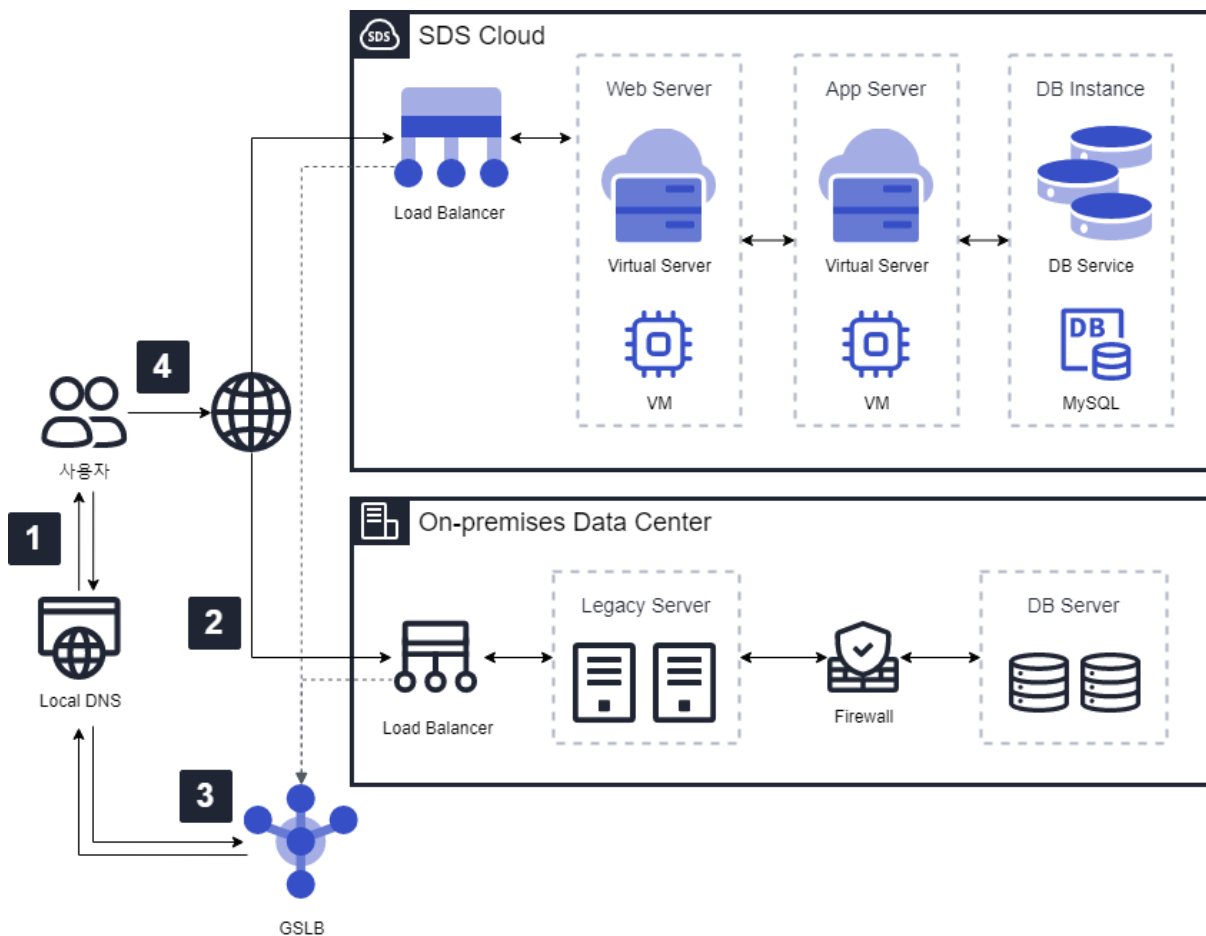 SDS
SDS Cloud
Web Server
App Server
DB Instance
Load Balancer
Virtual Server
Virtual Server
DB Service
DB
VM
VM
MySQL
4
사용자
1
On-premises Data Center
Legacy Server
DB Server
2
Local DNS
Load Balancer
Firewall
3
GSLB